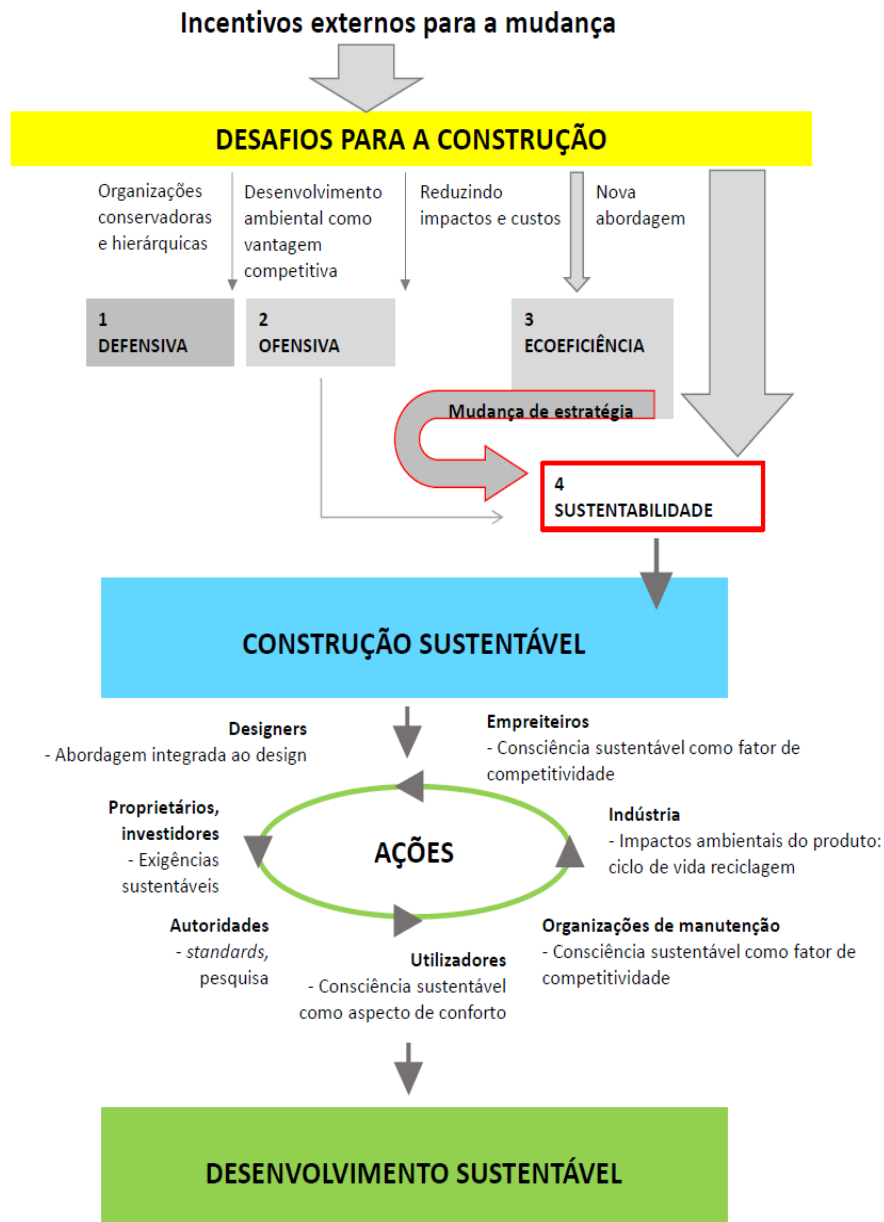 Incentivos externos para a mudança
DESAFIOS PARA A CONSTRUÇÃO
Organizações
conservadoras
e hierárquicas
Desenvolvimento
ambiental como
vantagem
competitiva
Reduzindo
impactos e custos
Nova
abordagem
1
DEFENSIVA
2
OFENSIVA
3
ECOEFICIÊNCIA
Mudança de estratégia
4
SUSTENTABILIDADE
CONSTRUÇÃO SUSTENTÁVEL
Designers
- Abordagem integrada ao design
Empreiteiros
- Consciência sustentável como fator de
competitividade
Proprietários,
investidores
- Exigências
sustentáveis
AÇÕES
Indústria
- Impactos ambientais do produto:
ciclo de vida reciclagem
Autoridades
- standards,
pesquisa
Utilizadores
- Consciência sustentável
como aspecto de conforto
Organizações de manutenção
- Consciência sustentável como fator de
competitividade
DESENVOLVIMENTO SUSTENTÁVEL